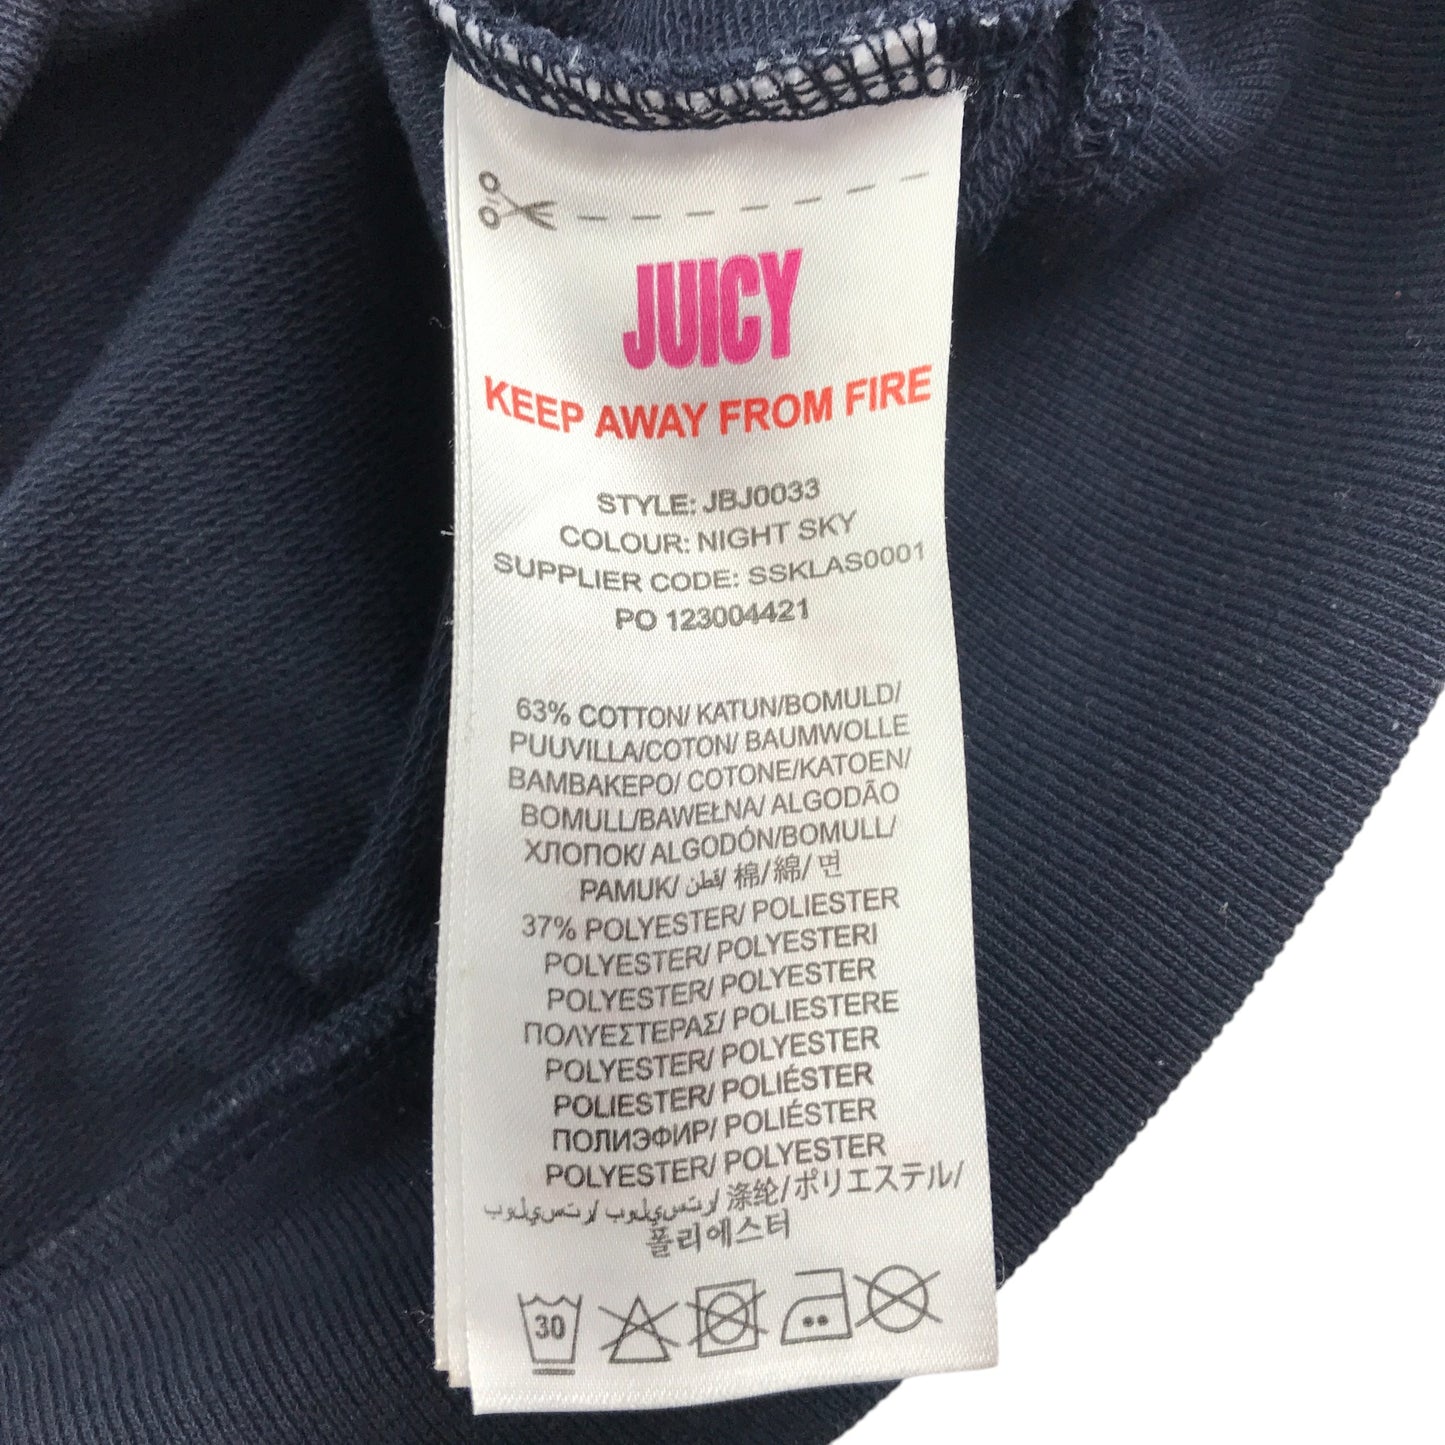 JUICY
KEEP AWAY FROM FIRE
STYLE: JBJ0033
COLOUR: NIGHT SKY
SUPPLIER CODE: SSKLAS0001
PO 123004421
63% COTTON/ KATUN/BOMULD/
PUUVILLA/COTON/ BAUMWOLLE
BAMBAKEPO/ COTONE/KATOEN/
BOMULL/BAWEŁNA/ ALGODÃO
ХЛОПОК/ ALGODÓN/BOMULL/
PAMUK/ قطن/ 棉/綿/ 면
37% POLYESTER/ POLIESTER
POLYESTER/ POLYESTERI
POLYESTER/ POLYESTER
ΠΟΛΥΕΣΤΕΡΑΣ/ POLIESTERE
POLYESTER/ POLYESTER
POLIESTER/ POLIÉSTER
ПОЛИЭФИР/ POLIÉSTER
POLYESTER/ POLYESTER
بوليستر/ بوليستر/ 涤纶/ポリエステル/
폴리에스터
30